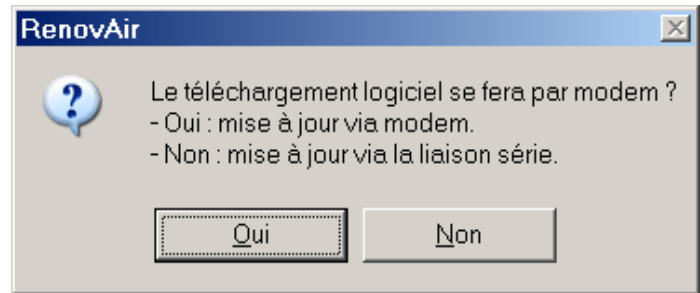 RenovAir
Le téléchargement logiciel se fera par modem ?
- Oui : mise à jour via modem.
- Non : mise à jour via la liaison série.
Oui
Non